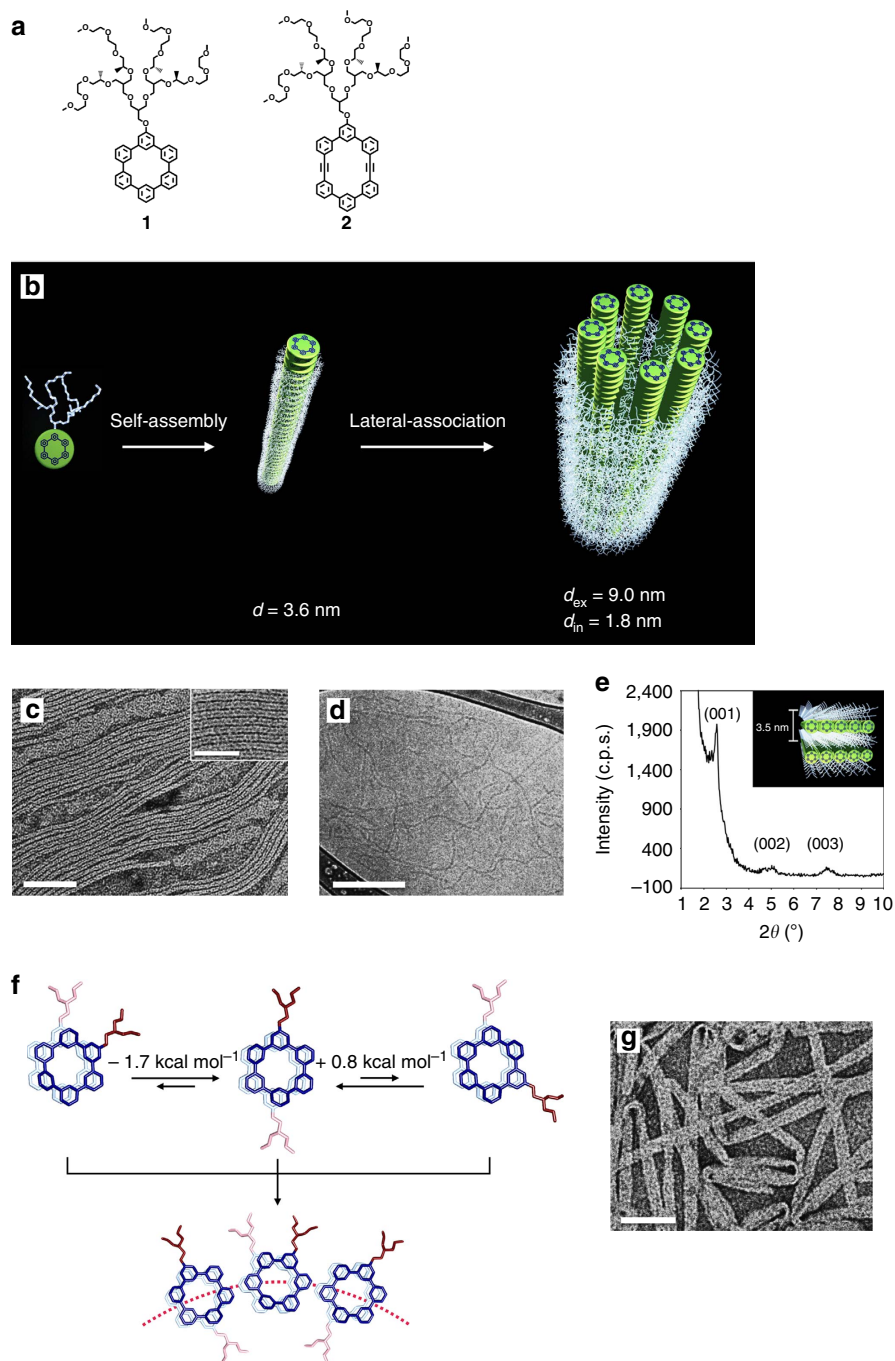 a
O O O O O O O O O O O O O O O
1
O O O O O O O O O O O O O O O
2
b
Self-assembly
Lateral-association
d = 3.6 nm
d_ex = 9.0 nm
d_in = 1.8 nm
c
d
e
Intensity (c.p.s.)
2,400
1,900
1,400
900
400
–100
(001)
(002)
(003)
3.5 nm
1 2 3 4 5 6 7 8 9 10
2θ (°)
f
– 1.7 kcal mol⁻¹
+ 0.8 kcal mol⁻¹
g